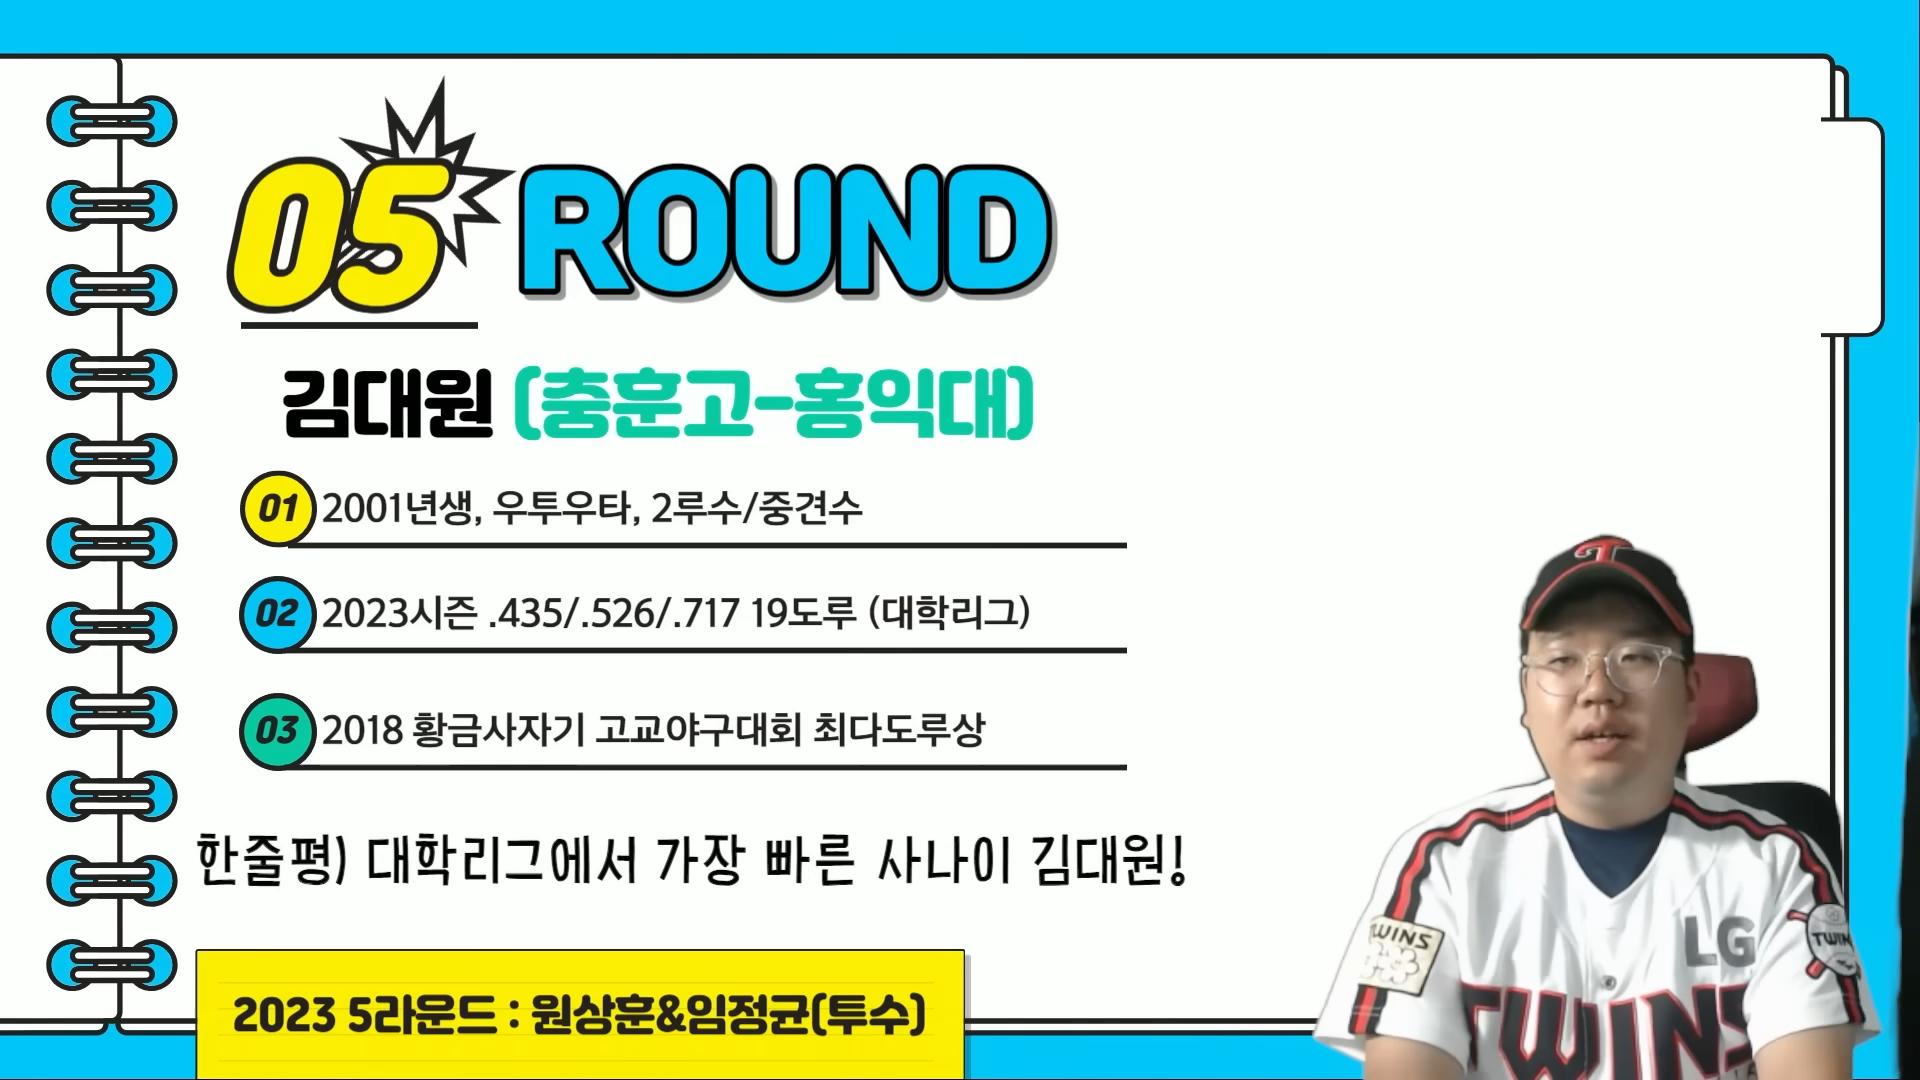 05 ROUND
김대원 (충훈고-홍익대)
01 2001년생, 우투우타, 2루수/중견수
02 2023시즌 .435/.526/.717 19도루 (대학리그)
03 2018 황금사자기 고교야구대회 최다도루상
한줄평) 대학리그에서 가장 빠른 사나이 김대원!
2023 5라운드 : 원상훈&임정균(투수)
T
TWINS
LG
TWIN
TWINS